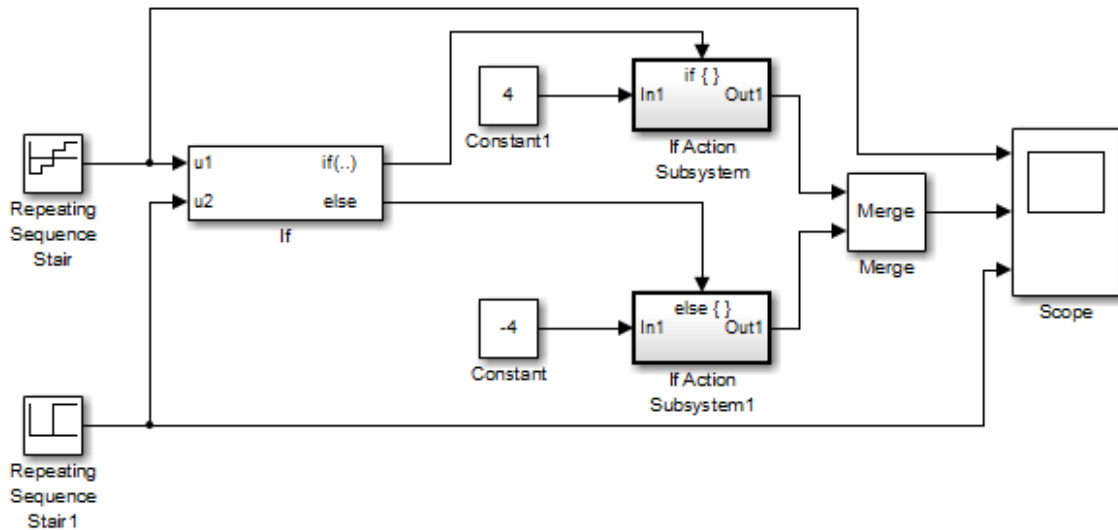 if { }
In1
Out1
4
Constant1
If Action
Subsystem
u1
if(..)
u2
else
If
Repeating
Sequence
Stair
Merge
Merge
Scope
else { }
In1
Out1
-4
Constant
If Action
Subsystem1
Repeating
Sequence
Stair1